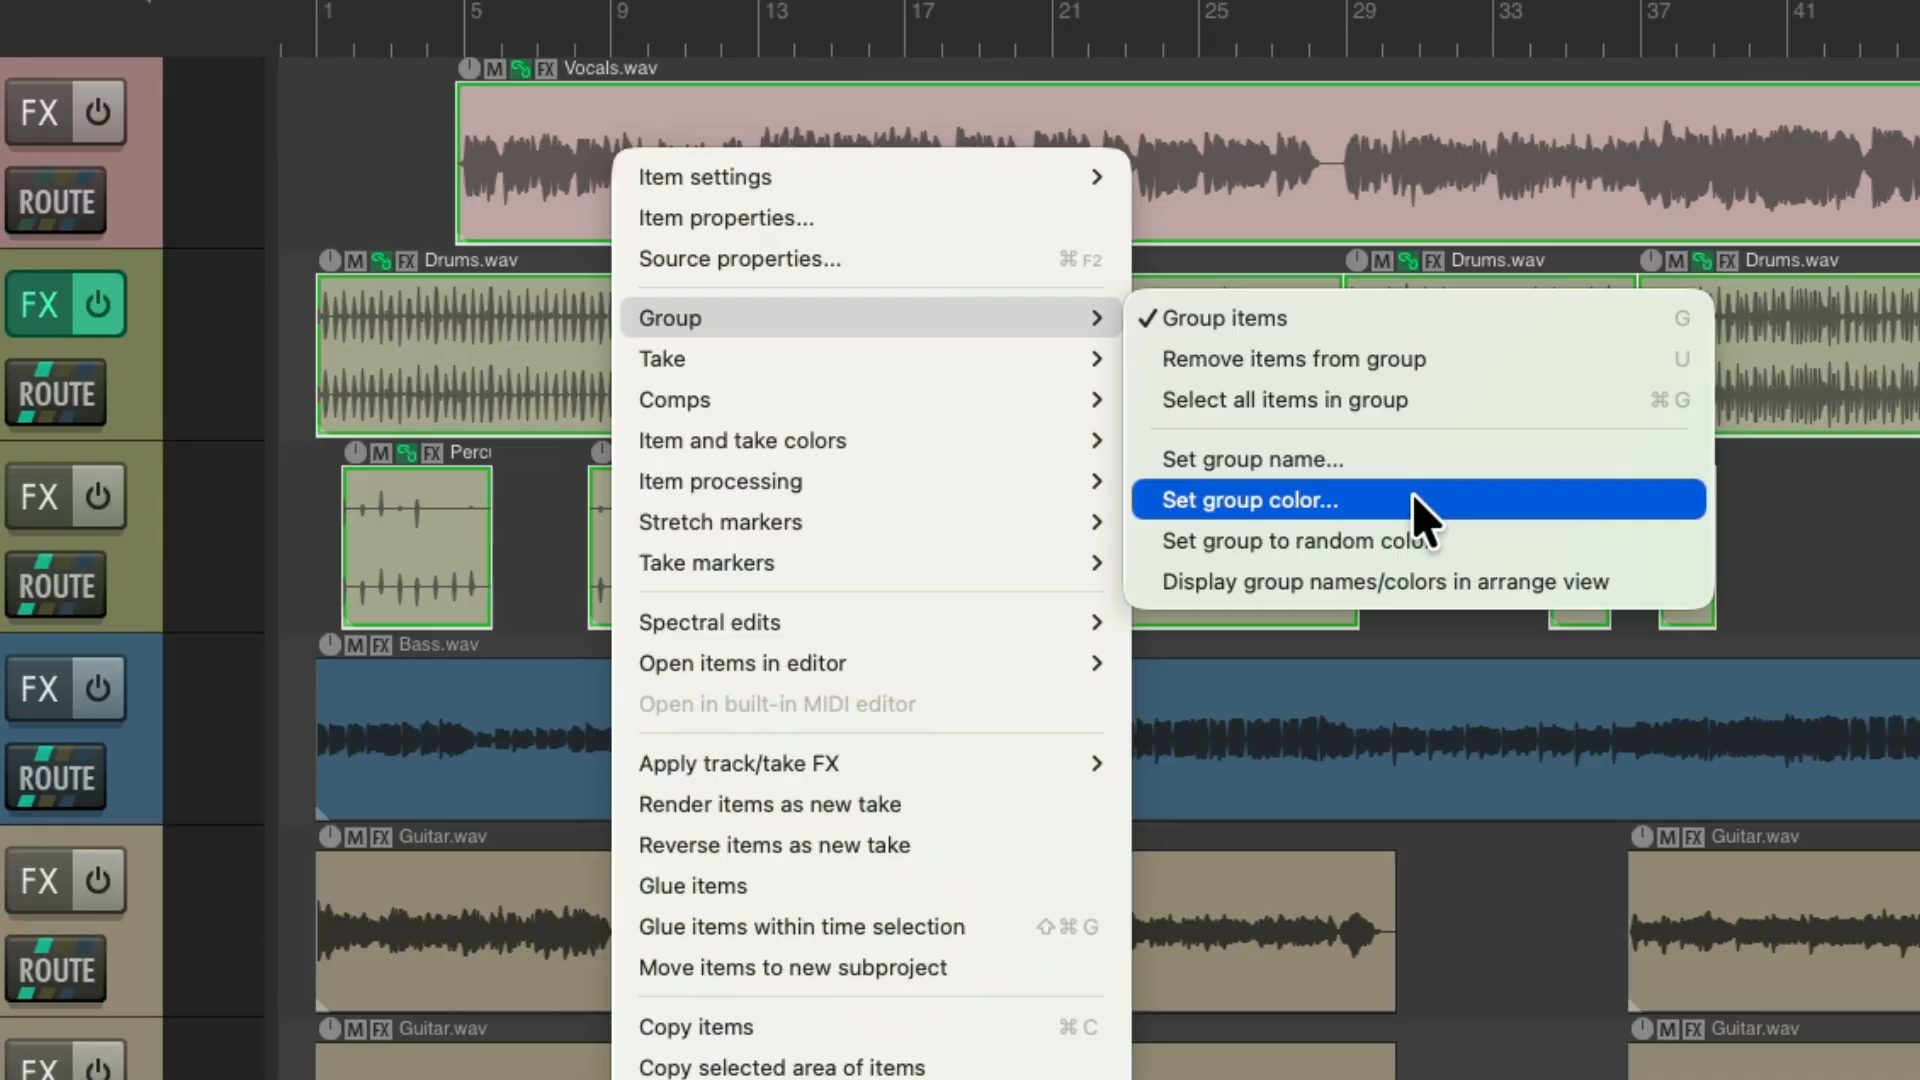 1 5 9 13 17 21 25 29 33 37 41
M FX Vocals.wav
FX
ROUTE
Item settings
Item properties...
Source properties... ⌘ F2
M FX Drums.wav
M FX Drums.wav
M FX Drums.wav
FX
ROUTE
Group
Take
Comps
Item and take colors
Item processing
Stretch markers
Take markers
Spectral edits
Open items in editor
Open in built-in MIDI editor
Apply track/take FX
Render items as new take
Reverse items as new take
Glue items
Glue items within time selection ⇧ ⌘ G
Move items to new subproject
Copy items ⌘ C
Copy selected area of items
✓ Group items G
Remove items from group U
Select all items in group ⌘ G
Set group name...
Set group color...
Set group to random
Display group names/colors in arrange view
M FX
FX
ROUTE
M FX Bass.wav
FX
ROUTE
M FX Guitar.wav
M FX Guitar.wav
FX
ROUTE
M FX Guitar.wav
M FX Guitar.wav
FX